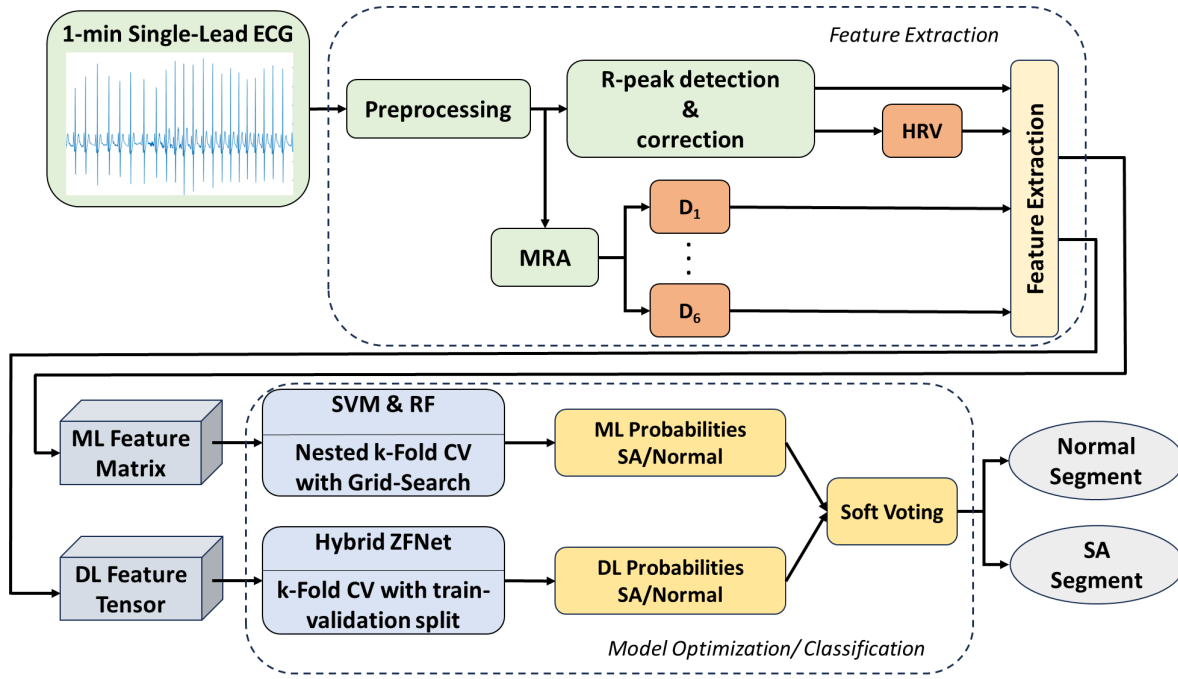 1-min Single-Lead ECG
Feature Extraction
Preprocessing
R-peak detection
&
correction
HRV
MRA
D1
D6
Feature Extraction
ML Feature
Matrix
SVM & RF
Nested k-Fold CV
with Grid-Search
ML Probabilities
SA/Normal
DL Feature
Tensor
Hybrid ZFNet
k-Fold CV with train-
validation split
DL Probabilities
SA/Normal
Soft Voting
Normal
Segment
SA
Segment
Model Optimization/ Classification